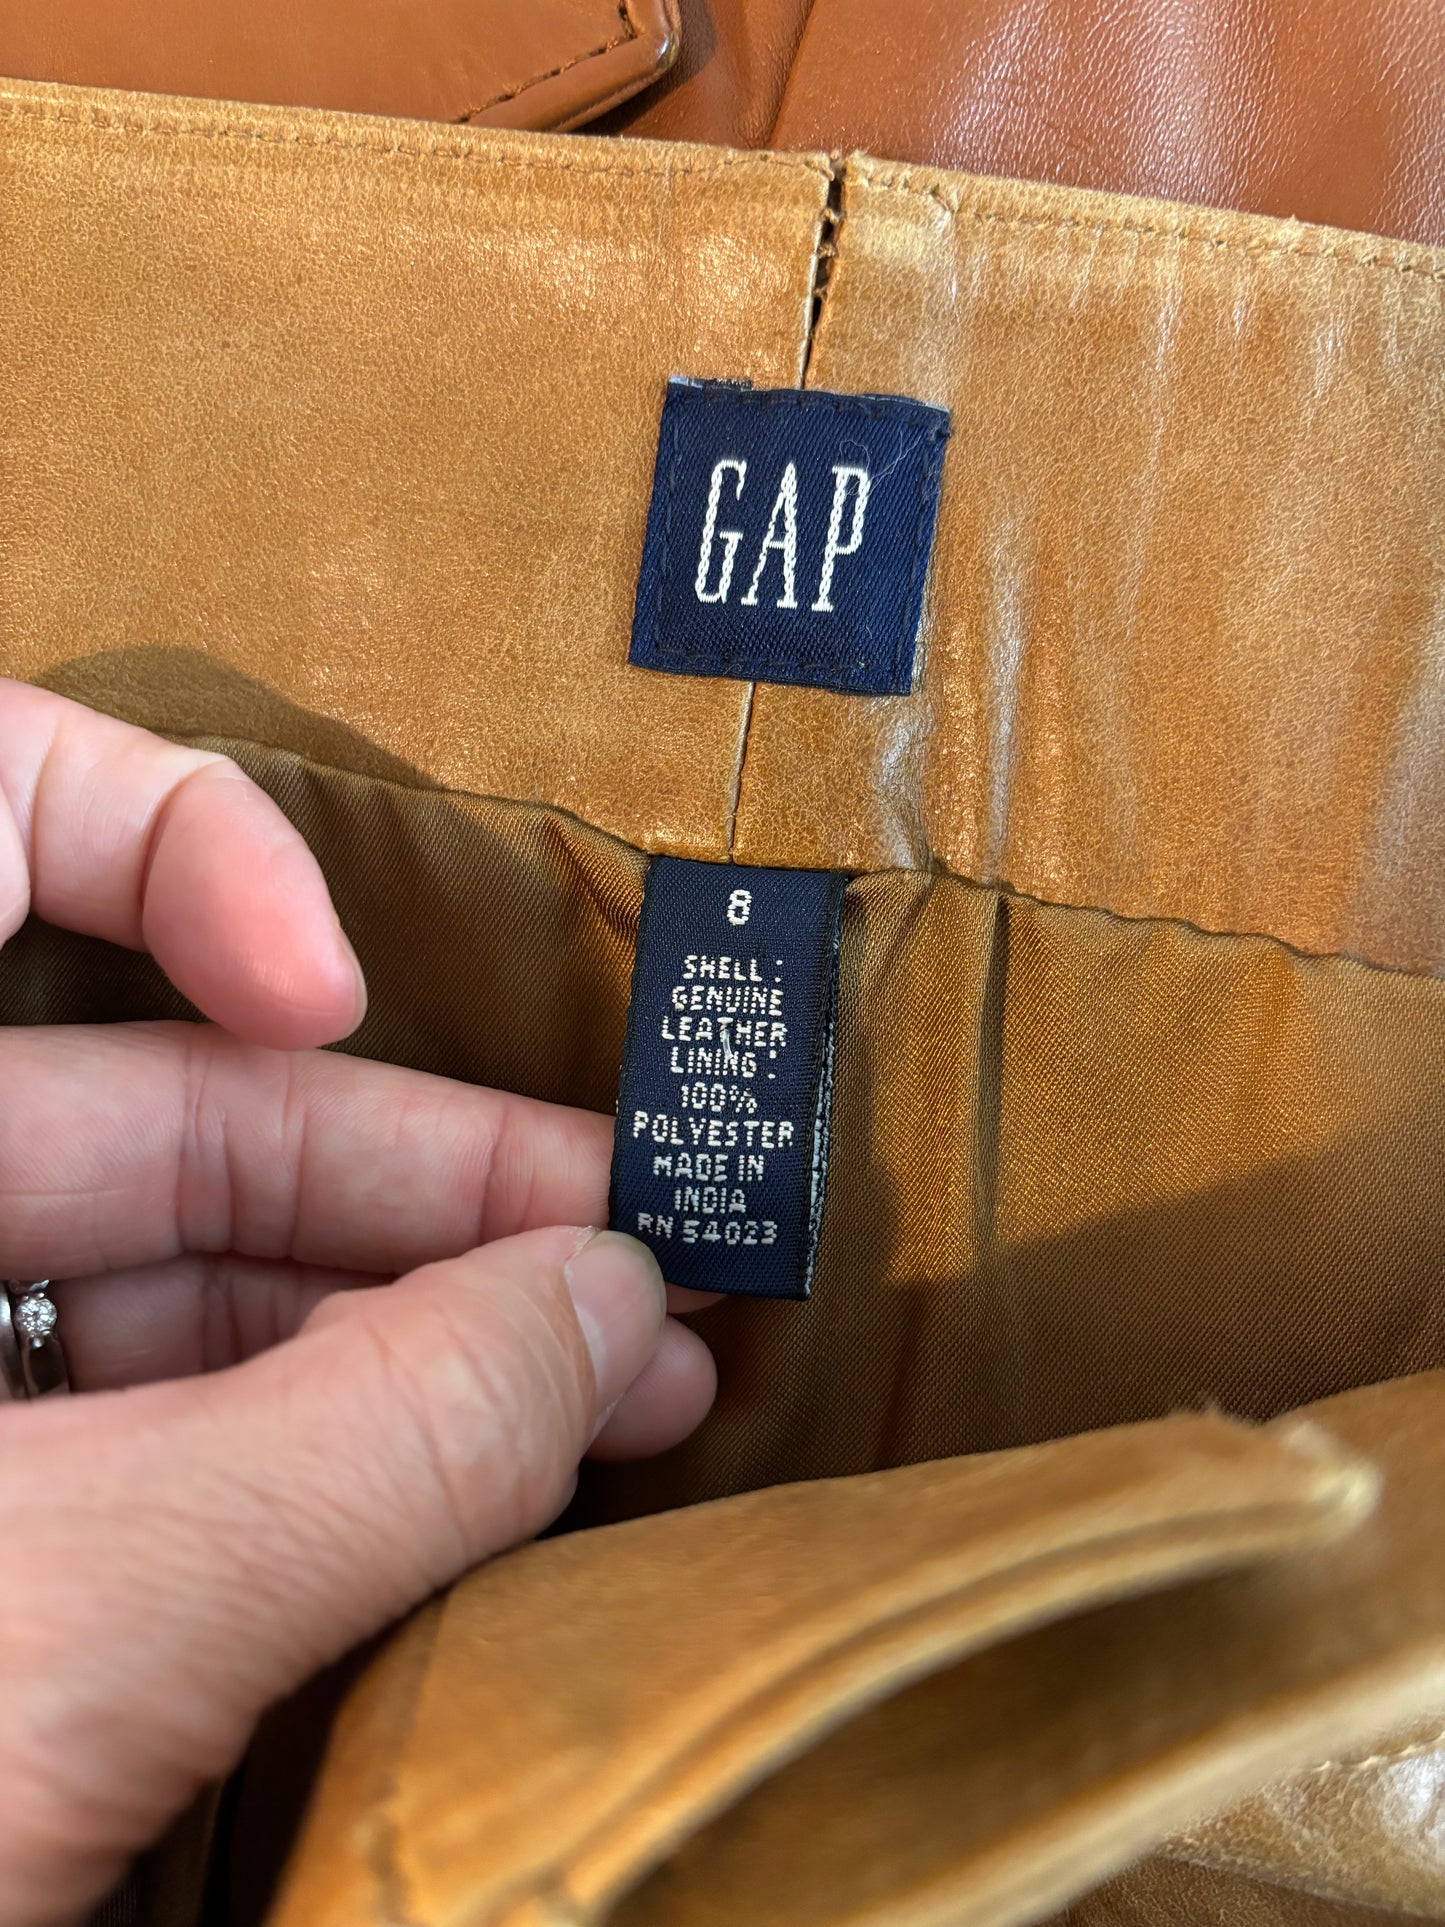 GAP
8
SHELL:
GENUINE
LEATHER
LINING:
100%
POLYESTER
MADE IN
INDIA
RN 54023